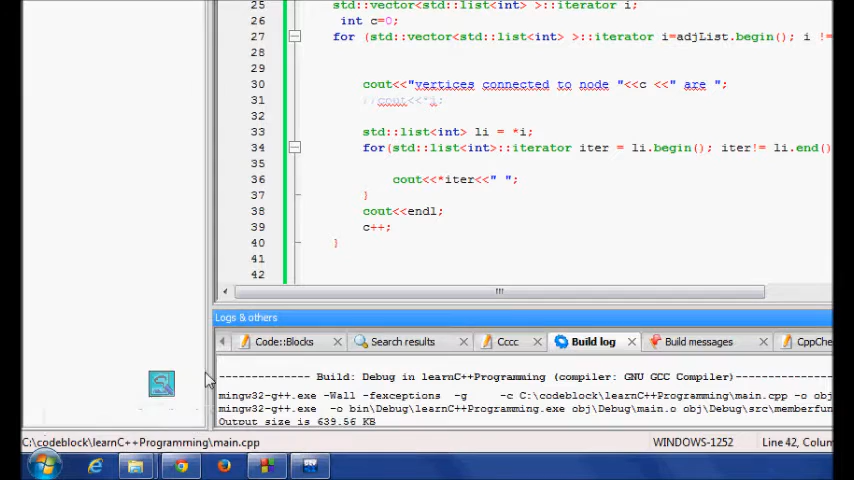 25 std::vector<std::list<int> >::iterator i;
26 int c=0;
27 for (std::vector<std::list<int> >::iterator i=adjList.begin(); i !=
28
29
30 cout<<"vertices connected to node "<<c <<" are ";
31 //cout<<*i;
32
33 std::list<int> li = *i;
34 for(std::list<int>::iterator iter = li.begin(); iter!= li.end()
35
36 cout<<*iter<<" ";
37 }
38 cout<<endl;
39 c++;
40 }
41
42
Logs & others
Code::Blocks Search results Cccc Build log Build messages CppChe
-------------- Build: Debug in learnC++Programming (compiler: GNU GCC Compiler)
mingw32-g++.exe -Wall -fexceptions -g -c C:\codeblock\learnC++Programming\main.cpp -o obj
mingw32-g++.exe -o bin\Debug\learnC++Programming.exe obj\Debug\main.o obj\Debug\src\memberfun
Output size is 639.56 KB
C:\codeblock\learnC++Programming\main.cpp WINDOWS-1252 Line 42, Colum